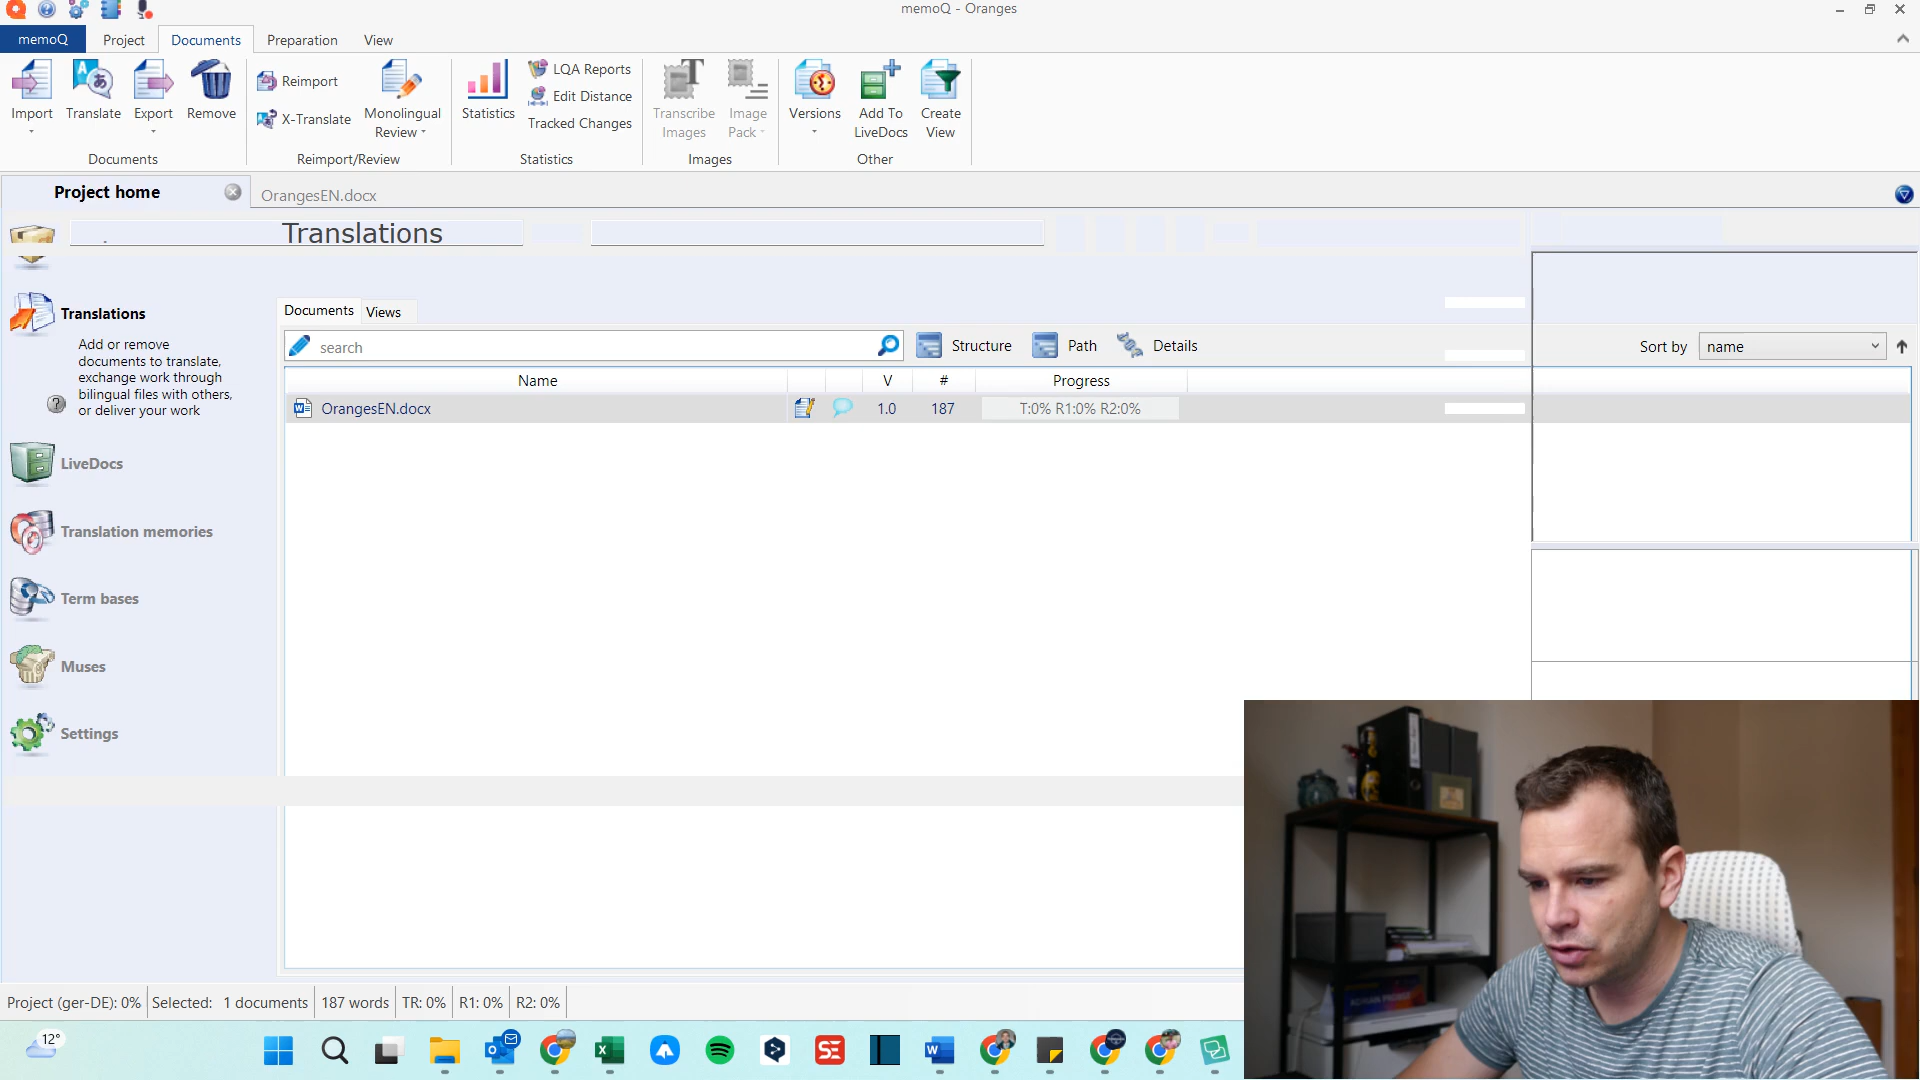 memoQ - Oranges
memoQ Project Documents Preparation View
Import Translate Export Remove
Reimport
X-Translate
Monolingual
Review
Statistics
LQA Reports
Edit Distance
Tracked Changes
Transcribe
Images
Image
Pack
Versions
Add To
LiveDocs
Create
View
Documents Reimport/Review Statistics Images Other
Project home OrangesEN.docx
Translations
Translations
Add or remove
documents to translate,
exchange work through
bilingual files with others,
or deliver your work
LiveDocs
Translation memories
Term bases
Muses
Settings
Documents Views
search Structure Path Details Sort by name
Name V # Progress
OrangesEN.docx 1.0 187 T:0% R1:0% R2:0%
Project (ger-DE): 0% Selected: 1 documents 187 words TR: 0% R1: 0% R2: 0%
12°